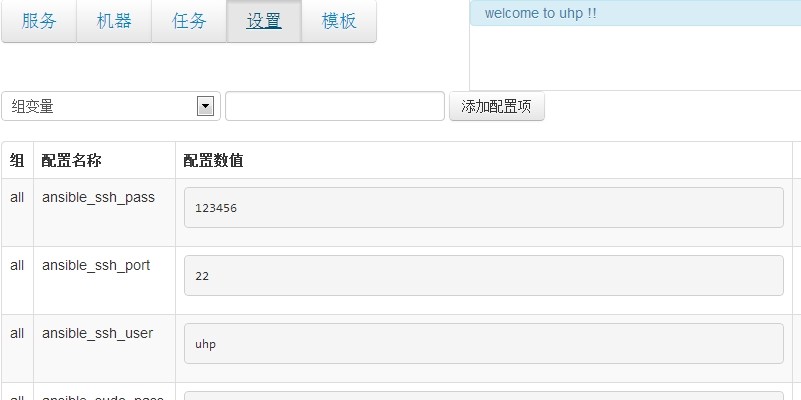 服务 机器 任务 设置 模板
welcome to uhp !!
组变量 添加配置项
组 配置名称 配置数值
all ansible_ssh_pass 123456
all ansible_ssh_port 22
all ansible_ssh_user uhp
all ansible_sudo_pass